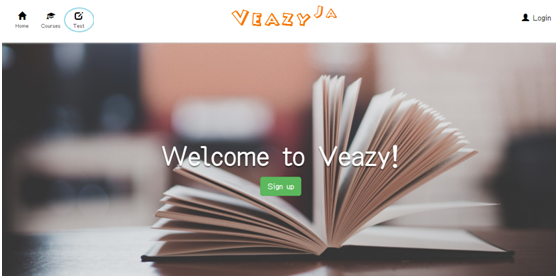 Home Courses Test
Veazy Ja
Login
Welcome to Veazy!
Sign up